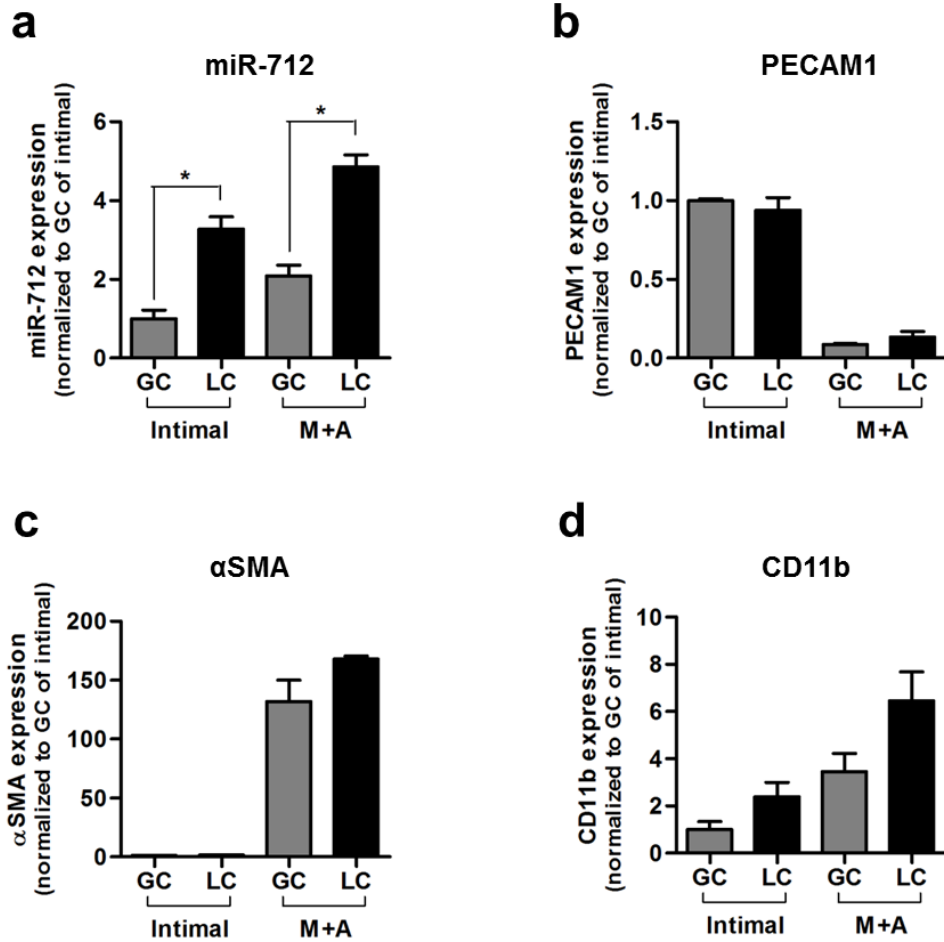 a
miR-712
miR-712 expression
(normalized to GC of intimal)
6
4
2
0
*
*
GC LC GC LC
Intimal M+A
b
PECAM1
PECAM1 expression
(normalized to GC of intimal)
1.5
1.0
0.5
0.0
GC LC GC LC
Intimal M+A
c
αSMA
αSMA expression
(normalized to GC of intimal)
200
150
100
50
0
GC LC GC LC
Intimal M+A
d
CD11b
CD11b expression
(normalized to GC of intimal)
10
8
6
4
2
0
GC LC GC LC
Intimal M+A